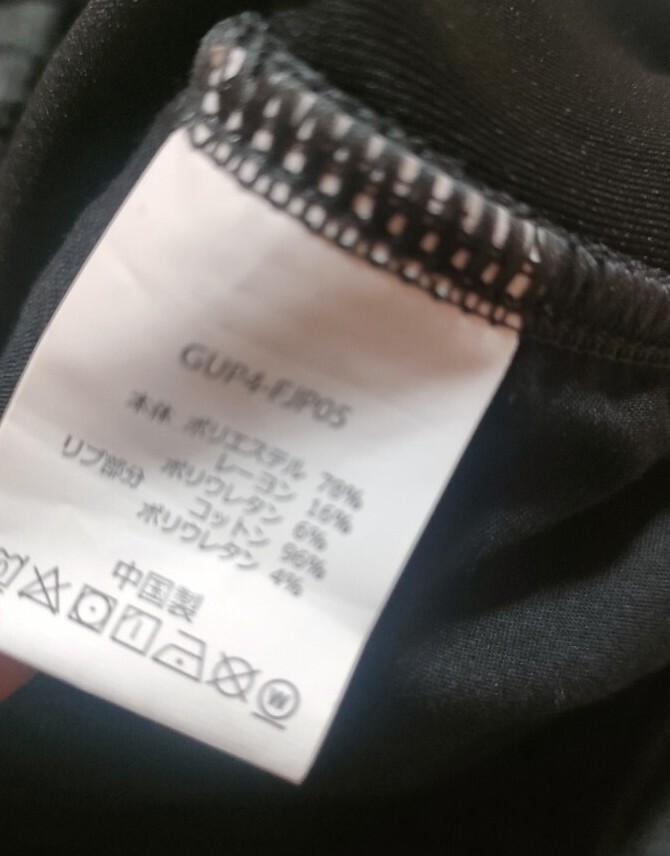 GUP4-FJP05
本体 ポリエステル 78%
レーヨン 16%
ポリウレタン 6%
リブ部分 コットン 96%
ポリウレタン 4%
中国製
W